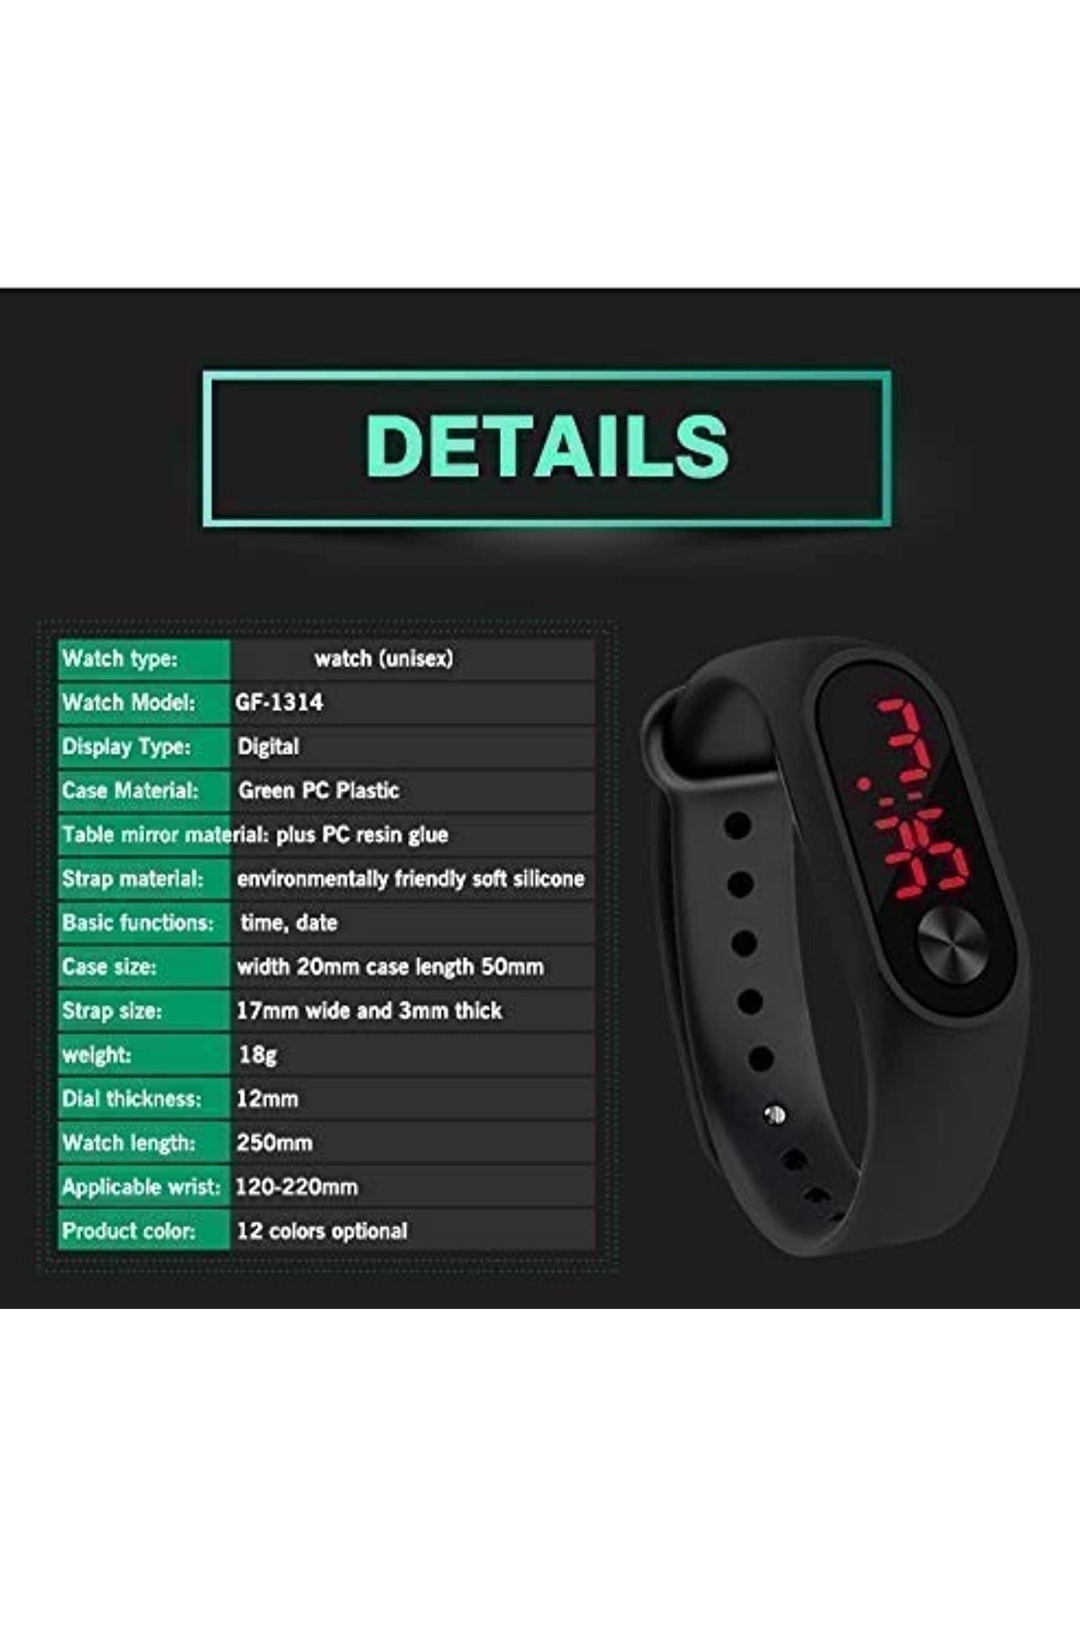 DETAILS
Watch type: watch (unisex)
Watch Model: GF-1314
Display Type: Digital
Case Material: Green PC Plastic
Table mirror material: plus PC resin glue
Strap material: environmentally friendly soft silicone
Basic functions: time, date
Case size: width 20mm case length 50mm
Strap size: 17mm wide and 3mm thick
weight: 18g
Dial thickness: 12mm
Watch length: 250mm
Applicable wrist: 120-220mm
Product color: 12 colors optional